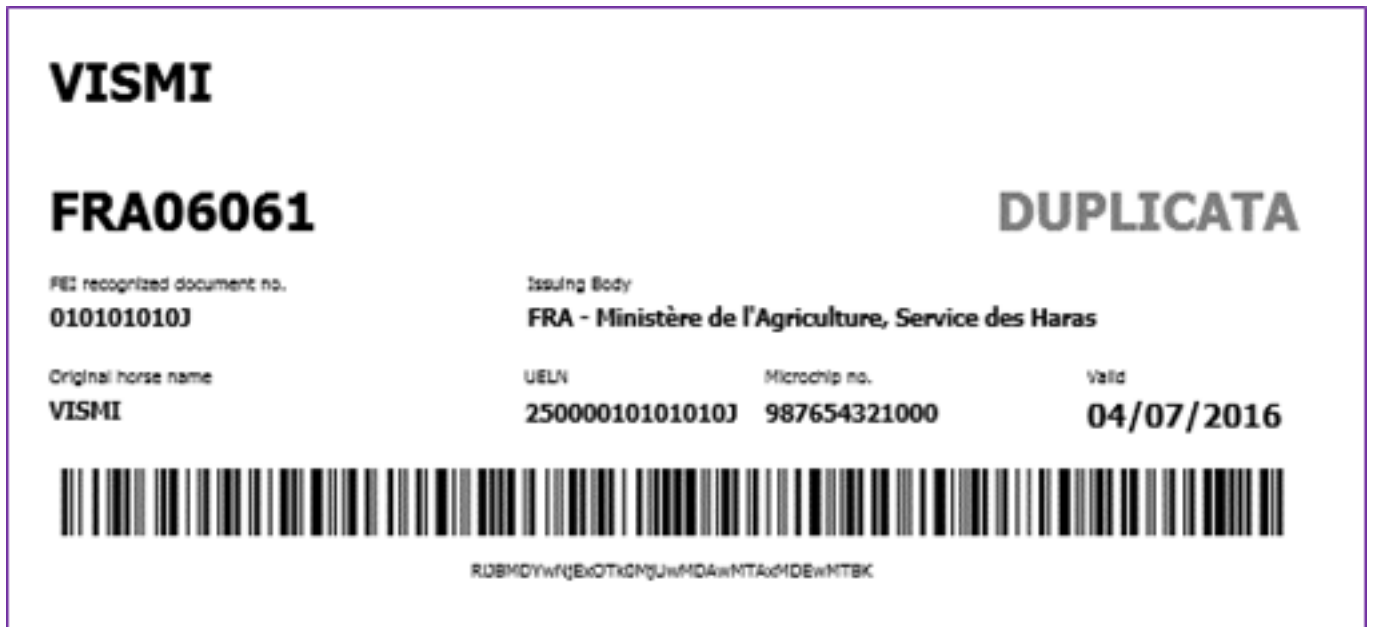 VISMI
FRA06061 DUPLICATA
FEI recognized document no. Issuing Body
010101010J FRA - Ministère de l'Agriculture, Service des Haras
Original horse name UELN Microchip no. Valid
VISMI 25000010101010J 987654321000 04/07/2016
RlJBMDYwNjExOTk0MjUwMDAwMTAxMDEwMTBK